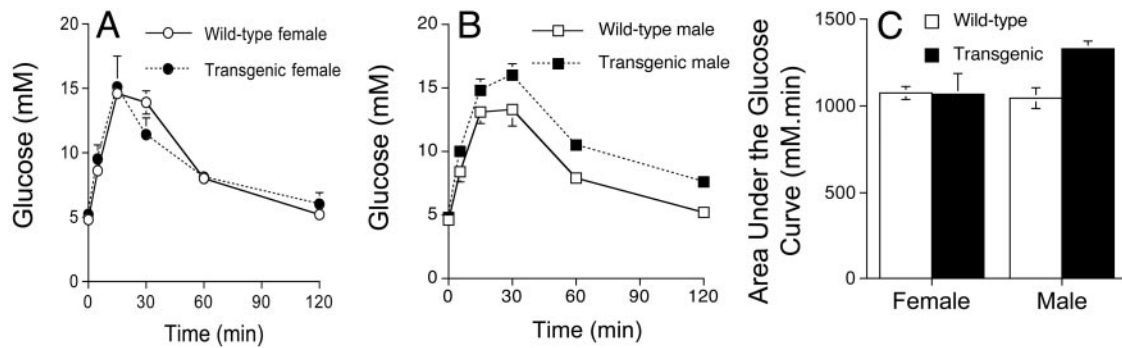 A
Wild-type female
Transgenic female
Glucose (mM)
20
15
10
5
0
0 30 60 90 120
Time (min)
B
Wild-type male
Transgenic male
Glucose (mM)
20
15
10
5
0
0 30 60 90 120
Time (min)
C
Wild-type
Transgenic
Area Under the Glucose
Curve (mM.min)
1500
1000
500
0
Female Male